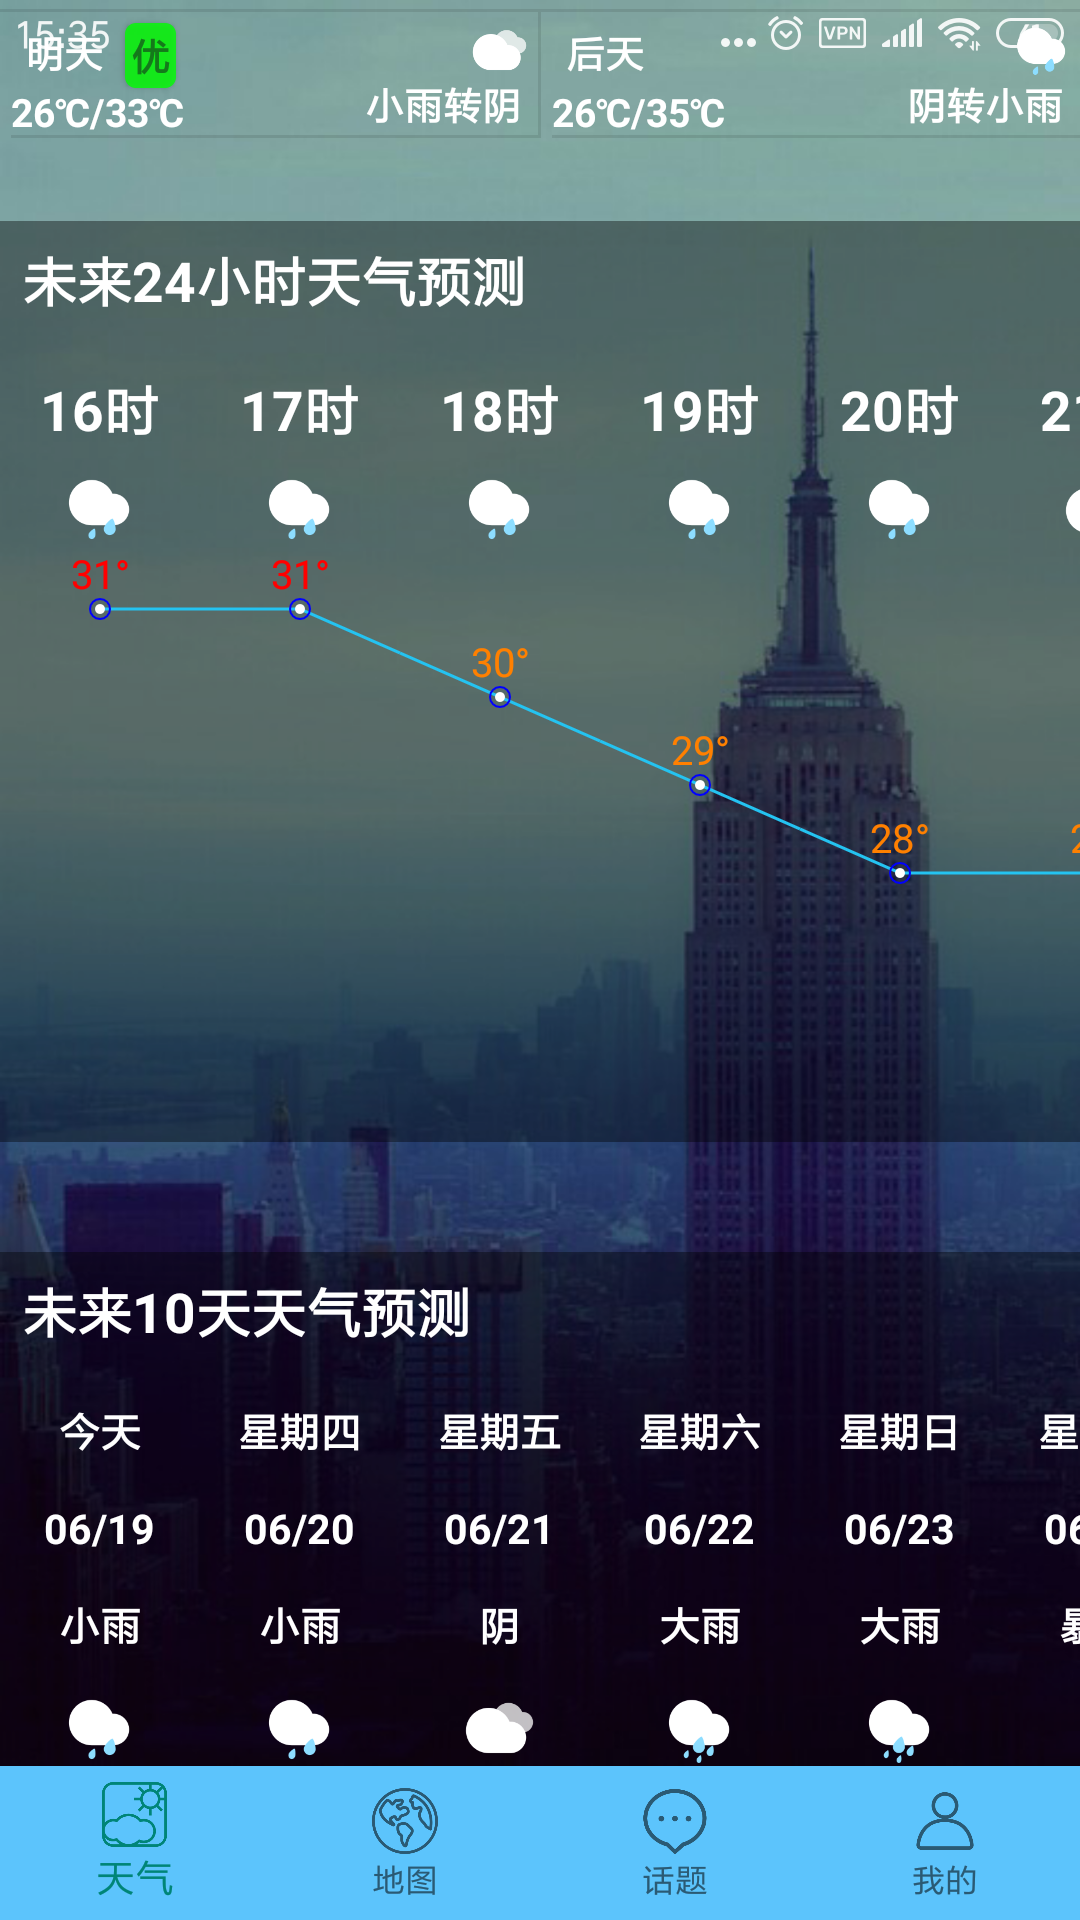 15:35 VPN
明天 优 后天
26℃/33℃ 小雨转阴 26℃/35℃ 阴转小雨
未来24小时天气预测
16时 17时 18时 19时 20时 21
31° 31°
30°
29°
28° 2
未来10天天气预测
今天 星期四 星期五 星期六 星期日 星
06/19 06/20 06/21 06/22 06/23 06
小雨 小雨 阴 大雨 大雨 暴
天气 地图 话题 我的